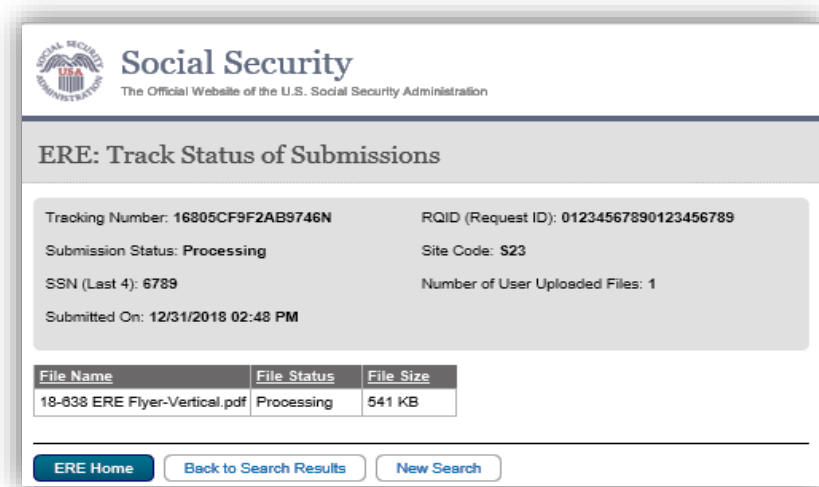 SOCIAL SECURITY
USA
ADMINISTRATION
Social Security
The Official Website of the U.S. Social Security Administration
ERE: Track Status of Submissions
Tracking Number: 16805CF9F2AB9746N RQID (Request ID): 01234567890123456789
Submission Status: Processing Site Code: S23
SSN (Last 4): 6789 Number of User Uploaded Files: 1
Submitted On: 12/31/2018 02:48 PM
File Name File Status File Size
18-638 ERE Flyer-Vertical.pdf Processing 541 KB
ERE Home Back to Search Results New Search